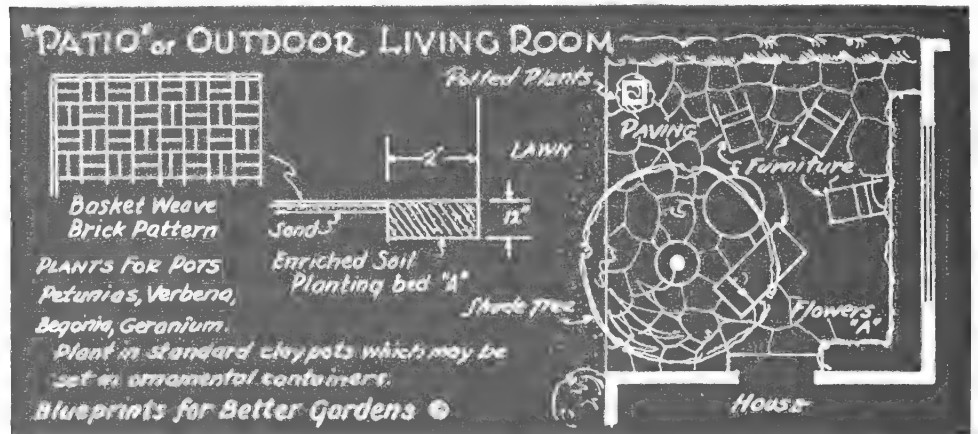 "PATIO" or OUTDOOR LIVING ROOM
Potted Plants
PAVING
2'
LAWN
Furniture
12"
Basket Weave
Brick Pattern
Sand
Enriched Soil
Planting bed "A"
PLANTS FOR POTS
Petunias, Verbena,
Begonia, Geranium.
Shade Tree
Flowers
"A"
Plant in standard clay pots which may be
set in ornamental containers.
Blueprints for Better Gardens
HOUSE